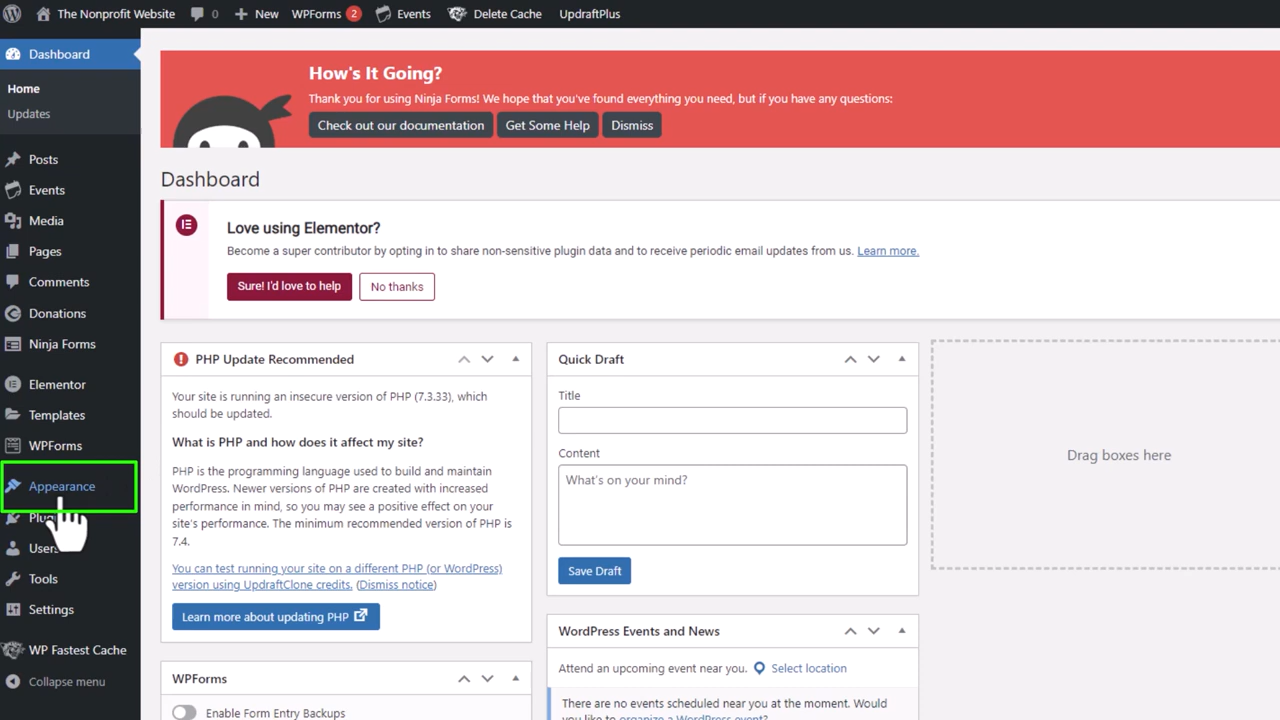 The Nonprofit Website
0
New
WPForms 2
Events
Delete Cache
UpdraftPlus
Dashboard
Home
Updates
Posts
Events
Media
Pages
Comments
Donations
Ninja Forms
Elementor
Templates
WPForms
Appearance
Users
Tools
Settings
WP Fastest Cache
Collapse menu
How's It Going?
Thank you for using Ninja Forms! We hope that you've found everything you need, but if you have any questions:
Check out our documentation
Get Some Help
Dismiss
Dashboard
Love using Elementor?
Become a super contributor by opting in to share non-sensitive plugin data and to receive periodic email updates from us. Learn more.
Sure! I'd love to help
No thanks
PHP Update Recommended
Your site is running an insecure version of PHP (7.3.33), which
should be updated.
What is PHP and how does it affect my site?
PHP is the programming language used to build and maintain
WordPress. Newer versions of PHP are created with increased
performance in mind, so you may see a positive effect on your
site's performance. The minimum recommended version of PHP is
7.4.
You can test running your site on a different PHP (or WordPress)
version using UpdraftClone credits. (Dismiss notice)
Learn more about updating PHP
WPForms
Enable Form Entry Backups
Quick Draft
Title
Content
What's on your mind?
Save Draft
WordPress Events and News
Attend an upcoming event near you.
Select location
There are no events scheduled near you at the moment. Would
you like to organize a WordPress event?
Drag boxes here